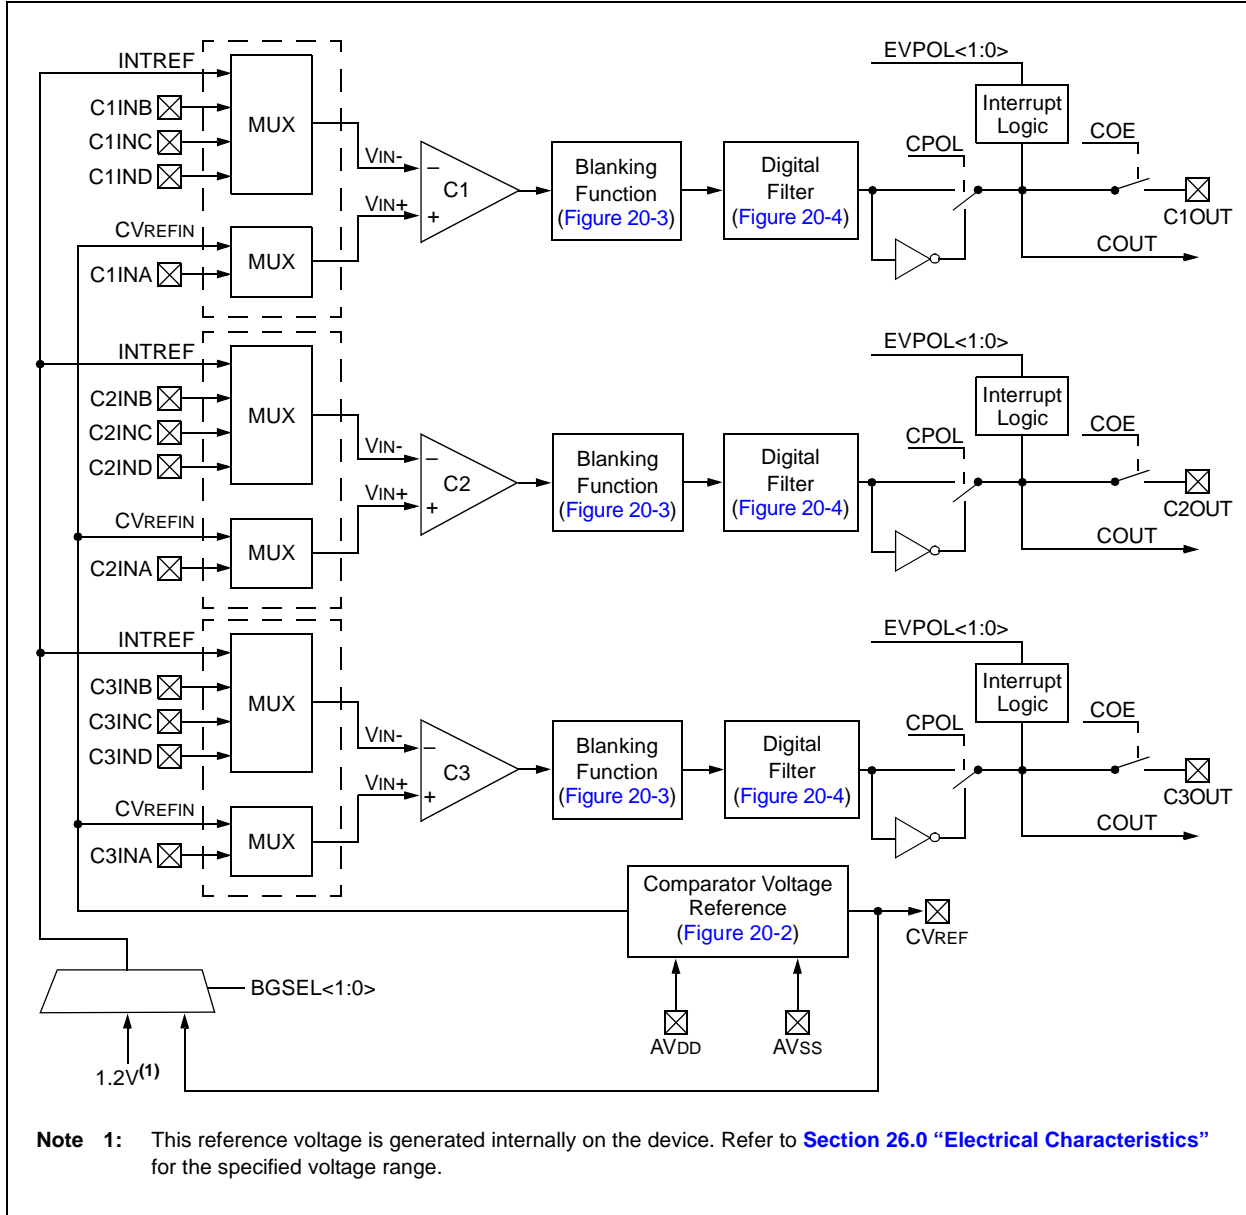 INTREF
C1INB
C1INC
C1IND
MUX
CVREFIN
C1INA
MUX
VIN-
VIN+
–
+
C1
Blanking
Function
(Figure 20-3)
Digital
Filter
(Figure 20-4)
EVPOL<1:0>
Interrupt
Logic
CPOL
COE
C1OUT
COUT
INTREF
C2INB
C2INC
C2IND
MUX
CVREFIN
C2INA
MUX
VIN-
VIN+
–
+
C2
Blanking
Function
(Figure 20-3)
Digital
Filter
(Figure 20-4)
EVPOL<1:0>
Interrupt
Logic
CPOL
COE
C2OUT
COUT
INTREF
C3INB
C3INC
C3IND
MUX
CVREFIN
C3INA
MUX
VIN-
VIN+
–
+
C3
Blanking
Function
(Figure 20-3)
Digital
Filter
(Figure 20-4)
EVPOL<1:0>
Interrupt
Logic
CPOL
COE
C3OUT
COUT
Comparator Voltage
Reference
(Figure 20-2)
CVREF
AVDD
AVSS
BGSEL<1:0>
1.2V(1)
Note 1: This reference voltage is generated internally on the device. Refer to Section 26.0 “Electrical Characteristics”
for the specified voltage range.